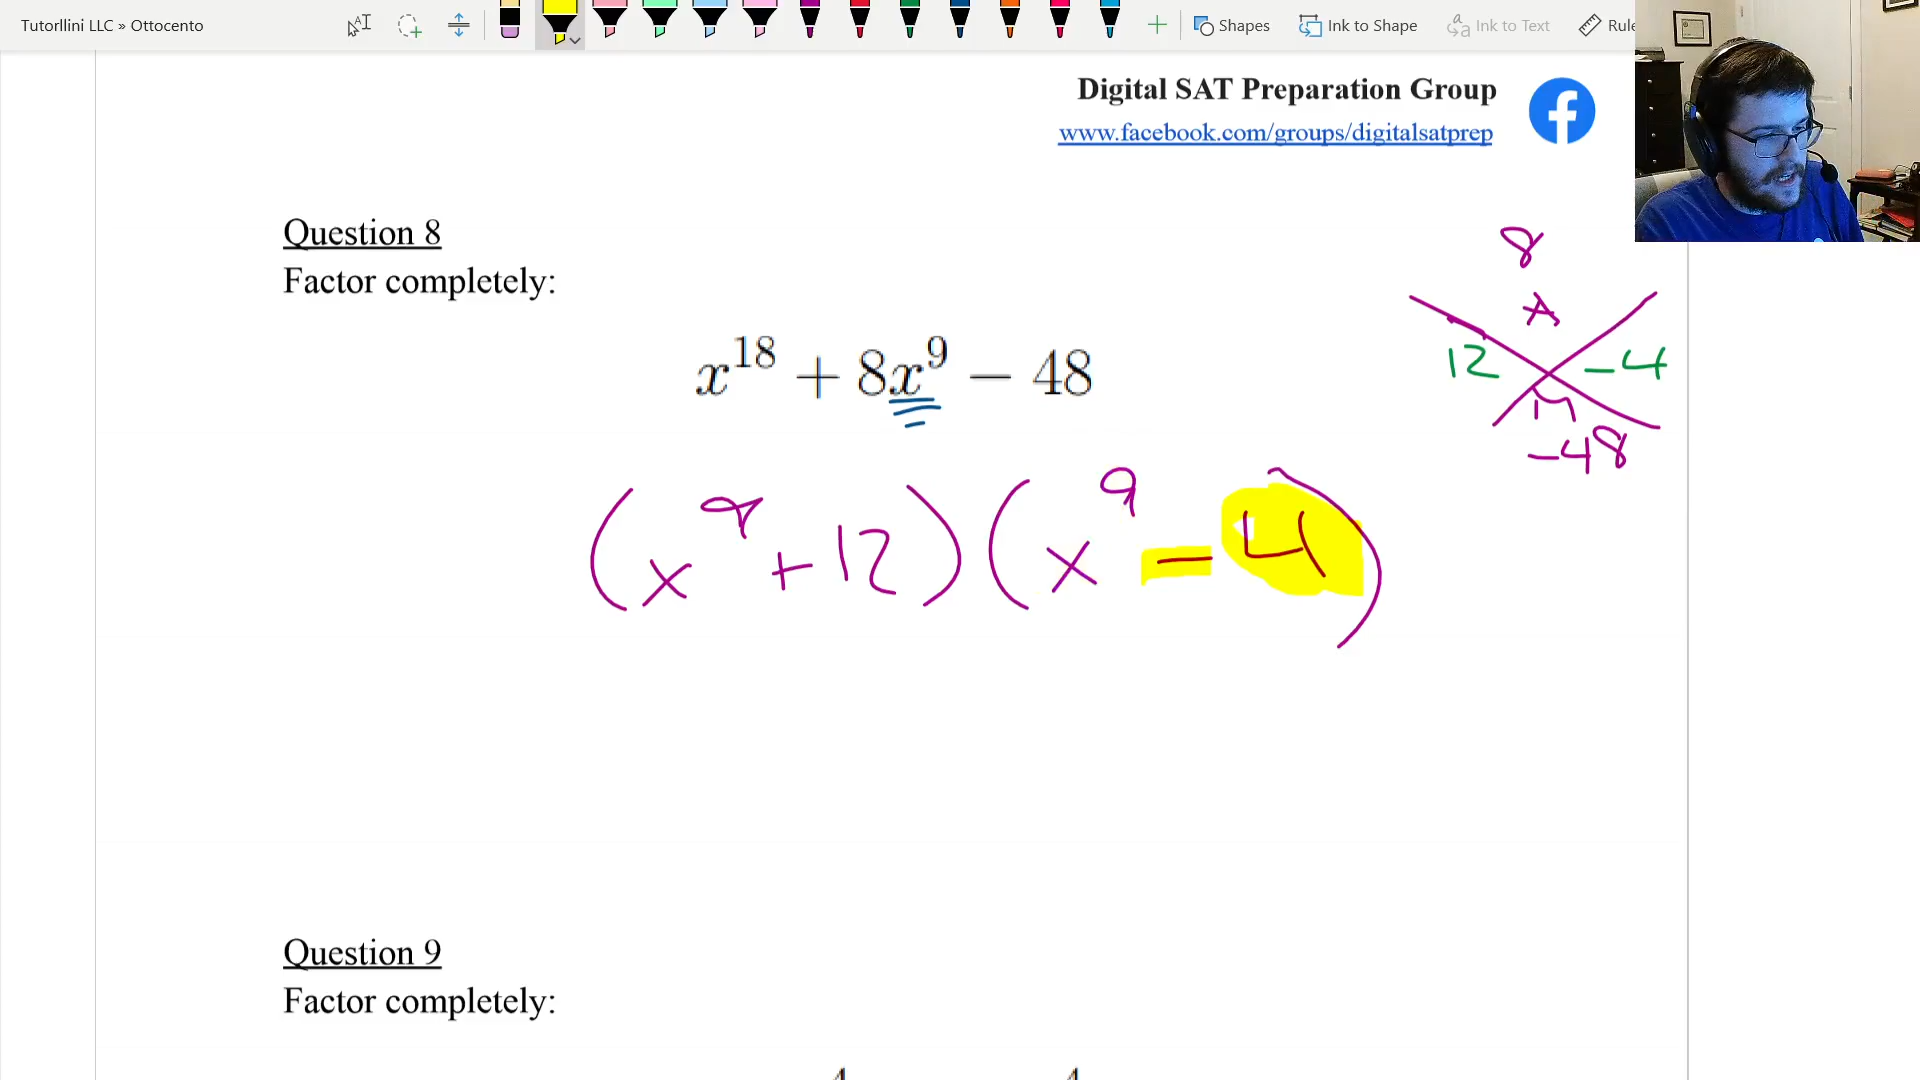 Tutorllini LLC » Ottocento
Shapes
Ink to Shape
Ink to Text
Rule
Digital SAT Preparation Group
www.facebook.com/groups/digitalsatprep
Question 8
Factor completely:
x^18 + 8x^9 − 48
(x^9 + 12)(x^9 − 4)
8
A
12 −4
M
−48
Question 9
Factor completely: